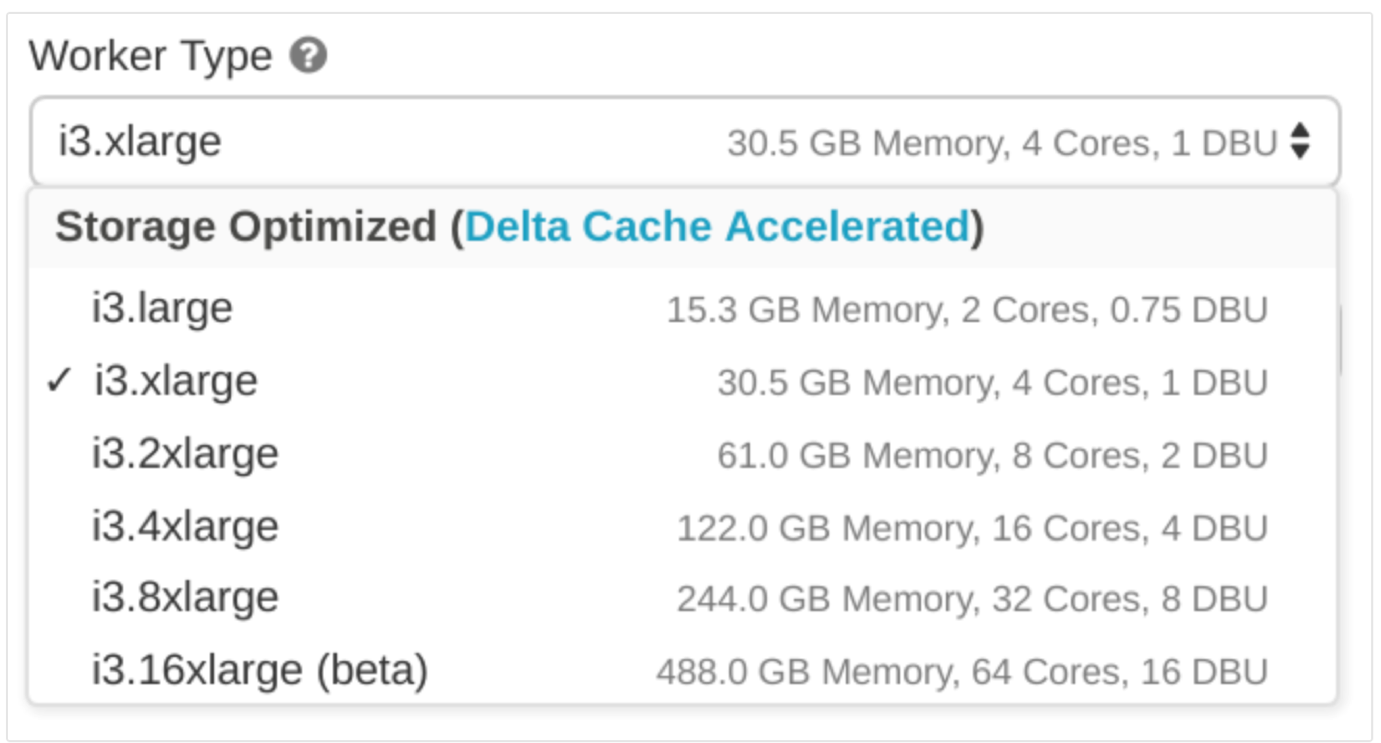 Worker Type ?
i3.xlarge 30.5 GB Memory, 4 Cores, 1 DBU
Storage Optimized (Delta Cache Accelerated)
i3.large 15.3 GB Memory, 2 Cores, 0.75 DBU
✓ i3.xlarge 30.5 GB Memory, 4 Cores, 1 DBU
i3.2xlarge 61.0 GB Memory, 8 Cores, 2 DBU
i3.4xlarge 122.0 GB Memory, 16 Cores, 4 DBU
i3.8xlarge 244.0 GB Memory, 32 Cores, 8 DBU
i3.16xlarge (beta) 488.0 GB Memory, 64 Cores, 16 DBU